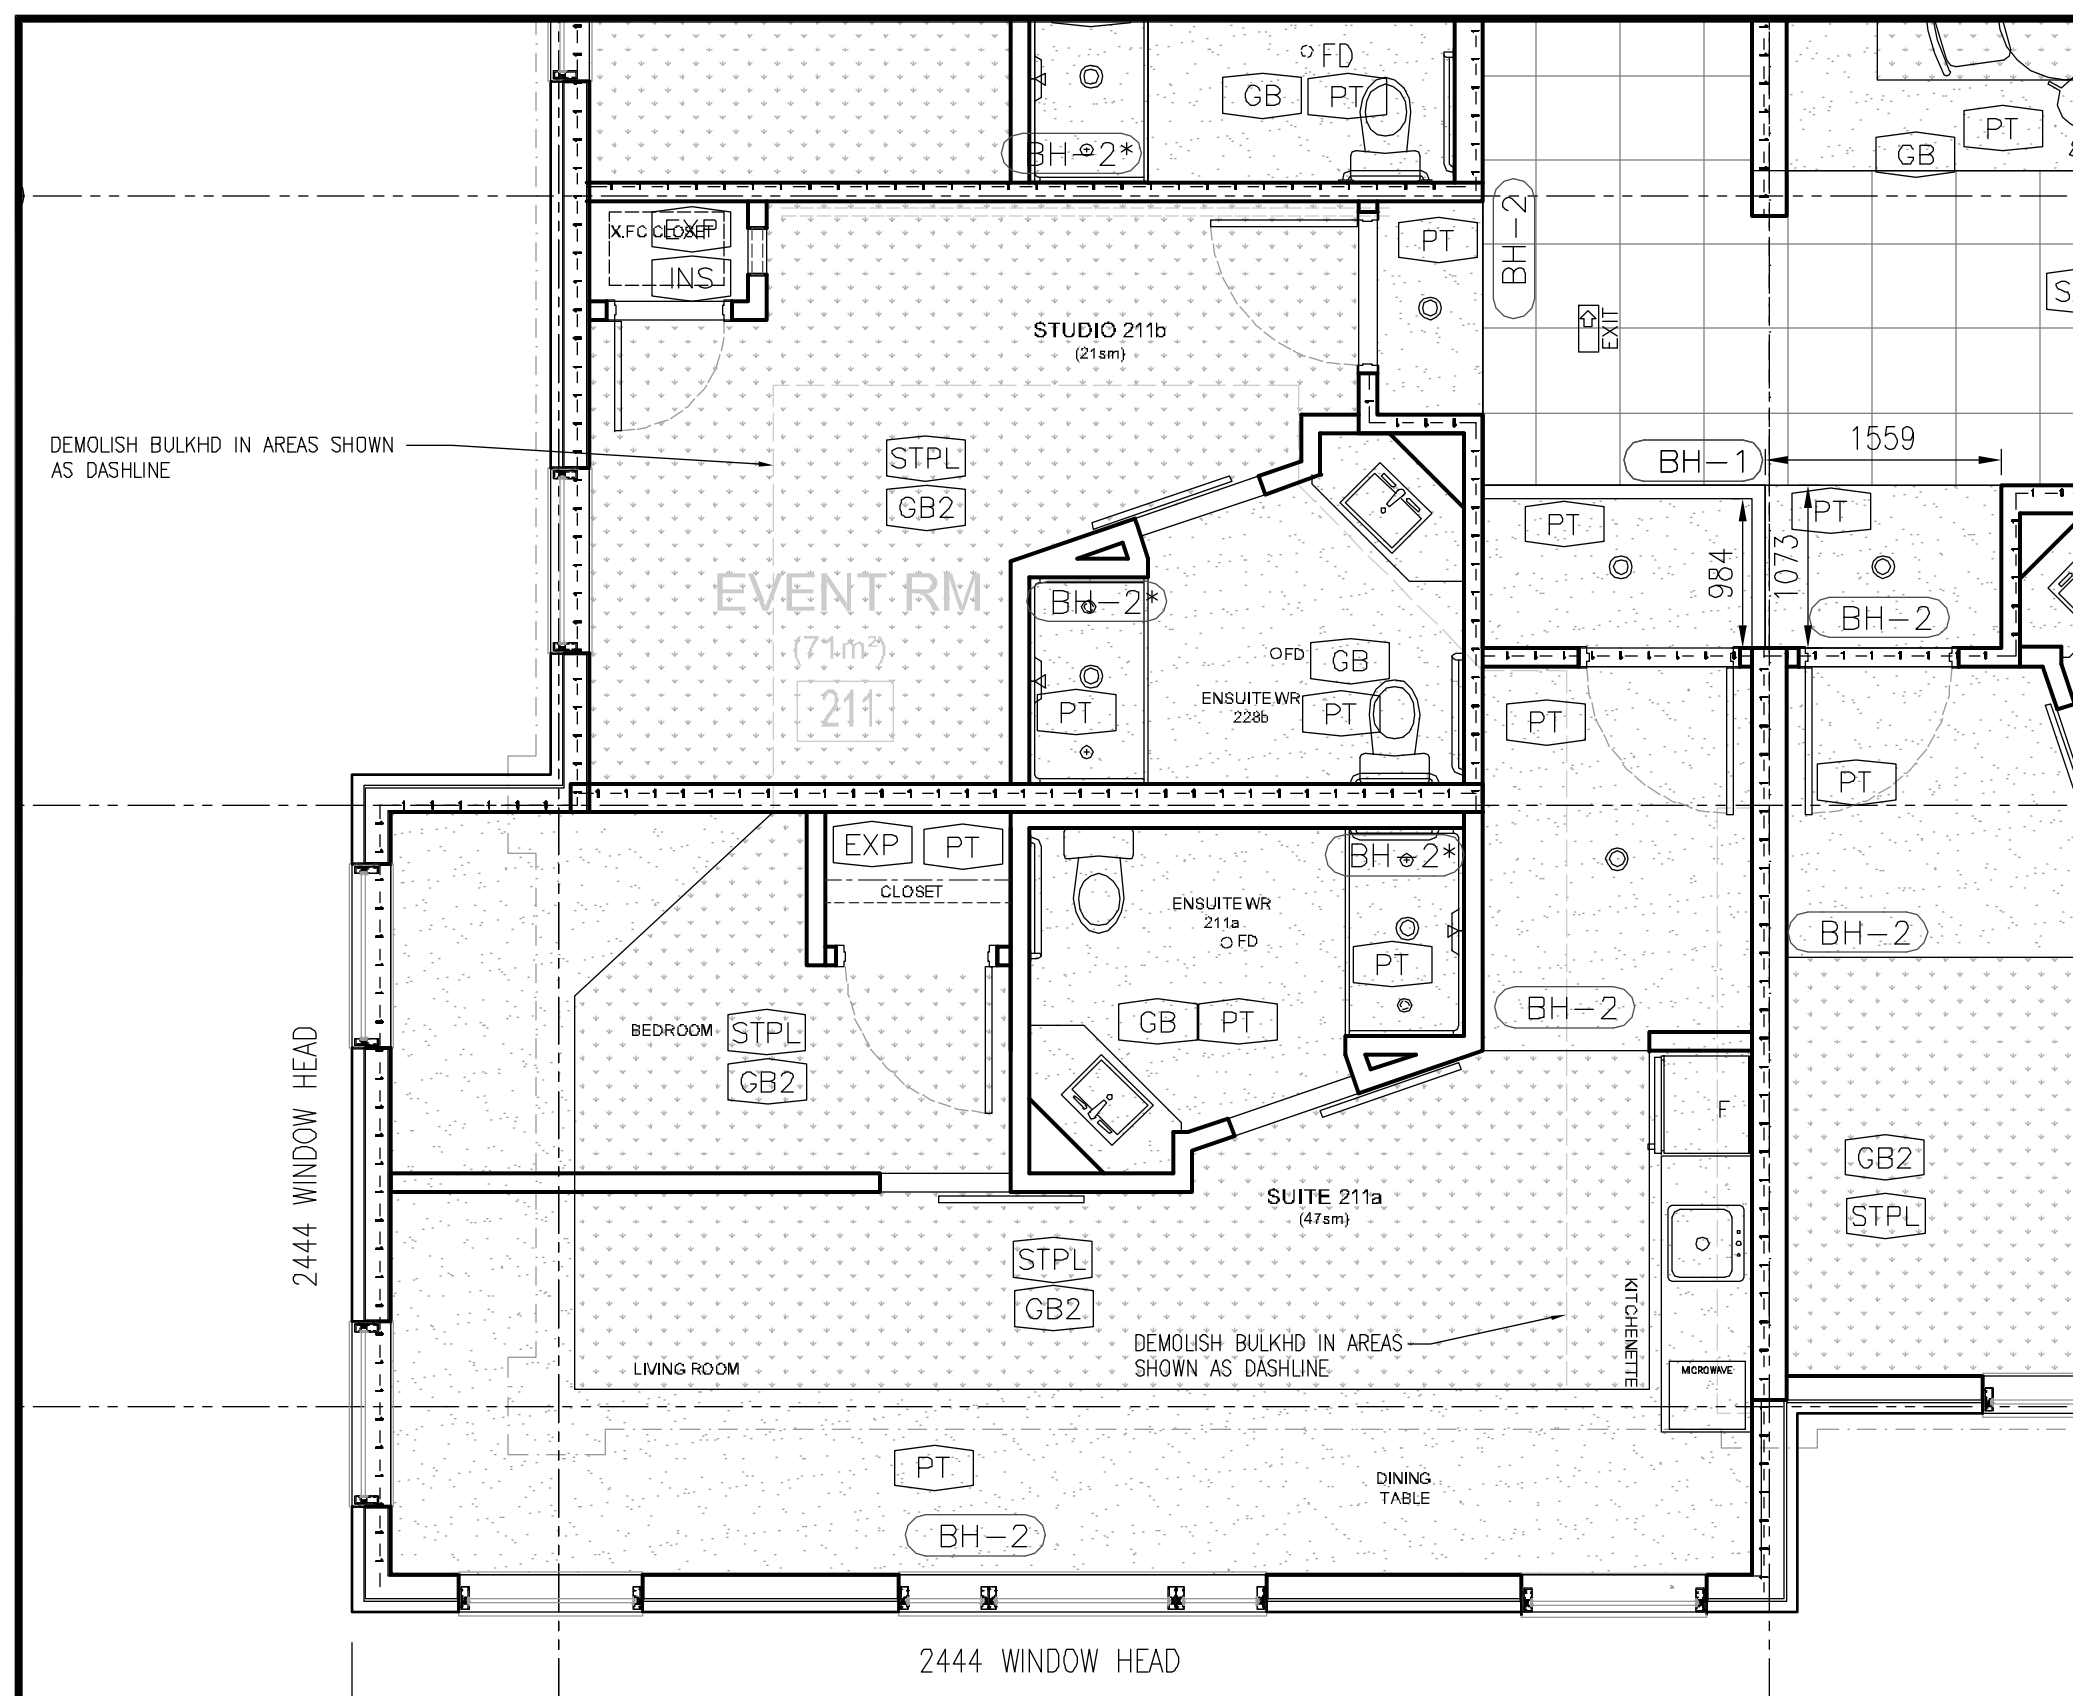 FD
GB
PT
BH-2*
PT
GB
X.FC CLOSET
EXP
INS
PT
BH-2
STUDIO 211b
(21sm)
EXIT
DEMOLISH BULKHD IN AREAS SHOWN
AS DASHLINE
STPL
GB2
BH-1
1559
PT
PT
984
1073
EVENT RM
(71m²)
211
BH-2*
PT
FD
GB
ENSUITE WR
228b
PT
BH-2
PT
PT
EXP
PT
CLOSET
BH-2*
ENSUITE WR
211a
FD
PT
GB
PT
BH-2
BH-2
BEDROOM
STPL
GB2
2444 WINDOW HEAD
F
GB2
STPL
SUITE 211a
(47sm)
STPL
GB2
KITCHENETTE
DEMOLISH BULKHD IN AREAS
SHOWN AS DASHLINE
LIVING ROOM
MICROWAVE
PT
DINING
TABLE
BH-2
2444 WINDOW HEAD